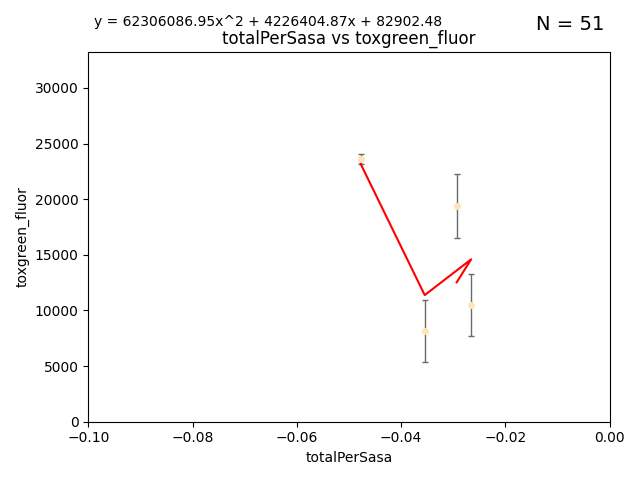 y = 62306086.95x^2 + 4226404.87x + 82902.48
N = 51
totalPerSasa vs toxgreen_fluor
30000
25000
20000
15000
10000
5000
0
toxgreen_fluor
−0.10 −0.08 −0.06 −0.04 −0.02 0.00
totalPerSasa